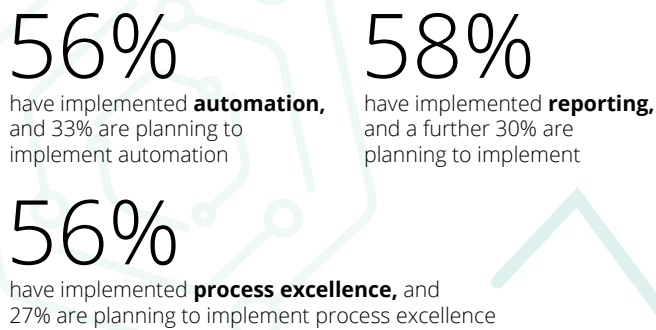 56%
have implemented automation,
and 33% are planning to
implement automation
58%
have implemented reporting,
and a further 30% are
planning to implement
56%
have implemented process excellence, and
27% are planning to implement process excellence